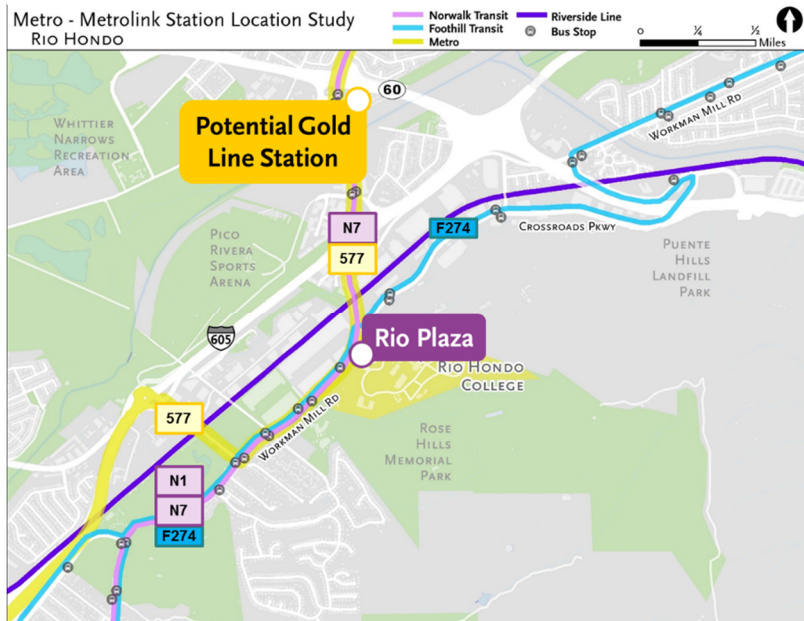 Metro - Metrolink Station Location Study
Rio Hondo
Norwalk Transit
Foothill Transit
Metro
Riverside Line
Bus Stop
0 ¼ ½
Miles
60
Potential Gold
Line Station
Whittier
Narrows
Recreation
Area
Workman Mill Rd
N7
577
F274
Crossroads Pkwy
Pico
Rivera
Sports
Arena
Puente
Hills
Landfill
Park
605
Rio Plaza
Rio Hondo
College
577
Workman Mill Rd
Rose
Hills
Memorial
Park
N1
N7
F274